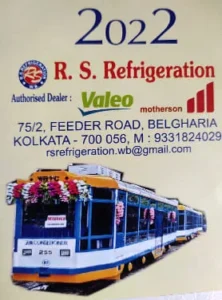 2022
R. S. Refrigeration
Authorised Dealer : Valeo motherson
75/2, FEEDER ROAD, BELGHARIA
KOLKATA - 700 056, M : 9331824029
rsrefrigeration.wb@gmail.com
255